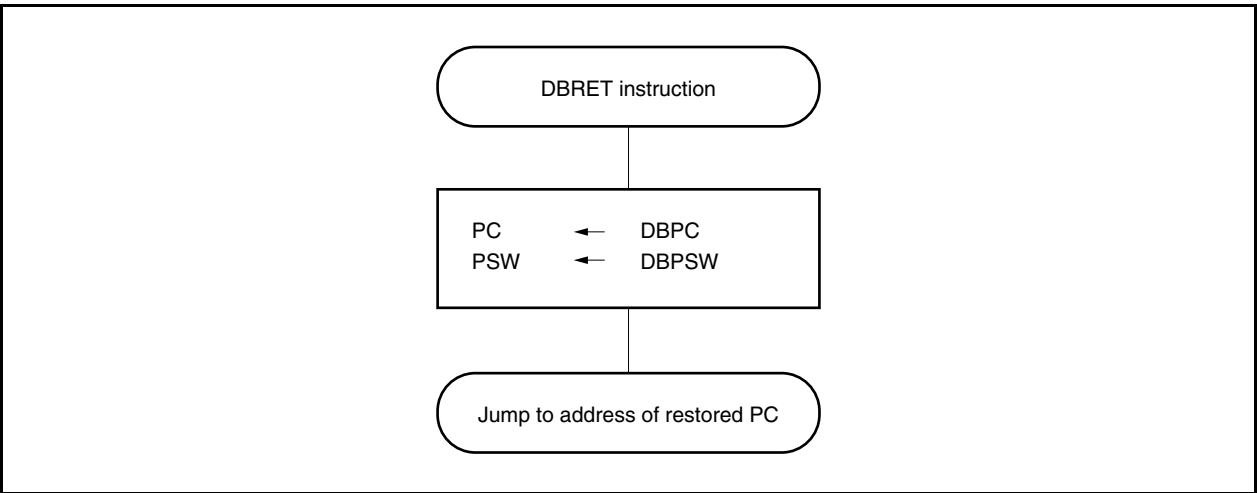 DBRET instruction
PC ← DBPC
PSW ← DBPSW
Jump to address of restored PC